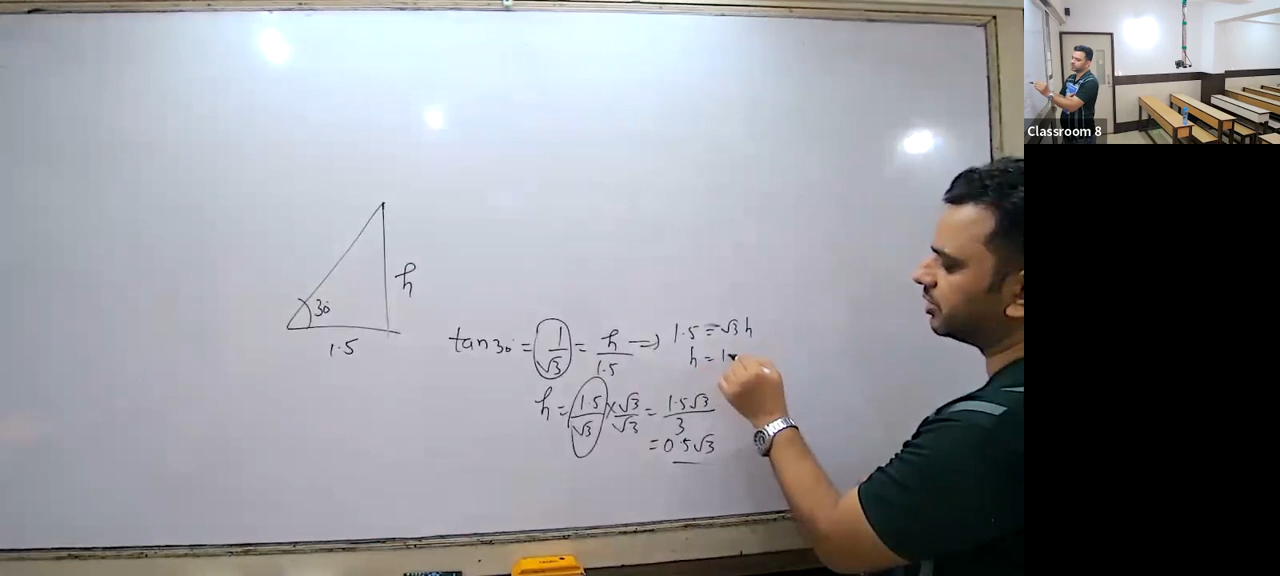 Classroom 8
h
30°
1.5
tan 30° = 1/√3 = h/1.5 => 1.5 = √3 h
h = 1
h = 1.5/√3 × √3/√3 = 1.5√3/3
= 0.5√3